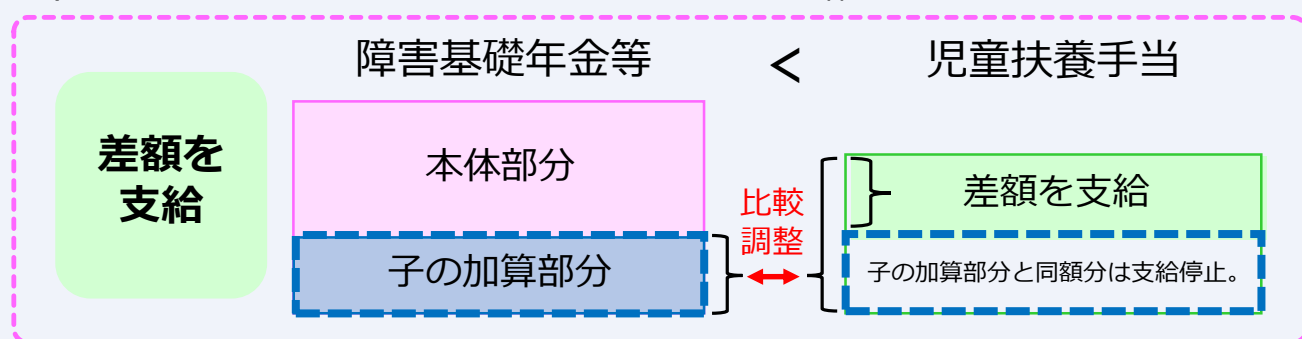 障害基礎年金等 < 児童扶養手当
差額を
支給
本体部分
子の加算部分
比較
調整
差額を支給
子の加算部分と同額分は支給停止。